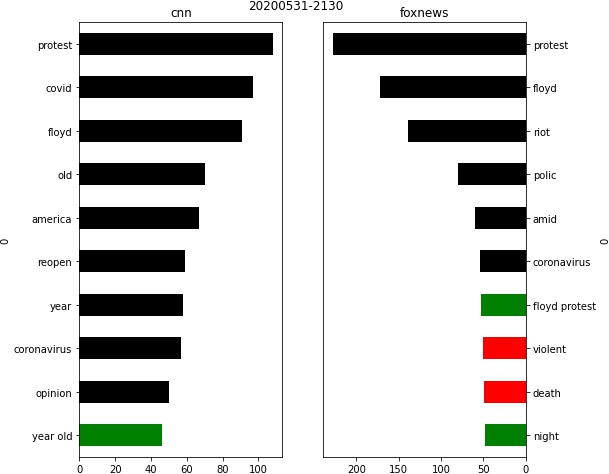 20200531-2130
cnn
foxnews
protest
covid
floyd
old
america
reopen
year
coronavirus
opinion
year old
0
0 20 40 60 80 100
protest
floyd
riot
polic
amid
coronavirus
floyd protest
violent
death
night
0
200 150 100 50 0